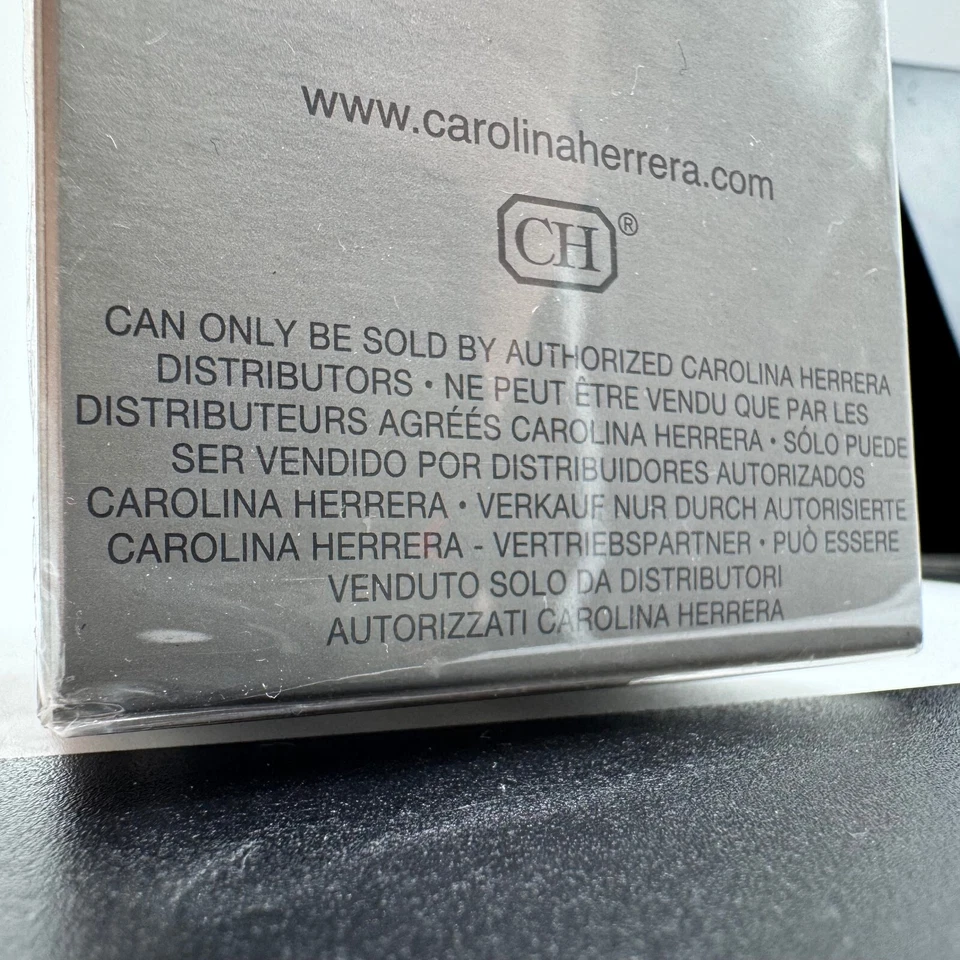 www.carolinaherrera.com
CH®
CAN ONLY BE SOLD BY AUTHORIZED CAROLINA HERRERA
DISTRIBUTORS • NE PEUT ÊTRE VENDU QUE PAR LES
DISTRIBUTEURS AGRÉÉS CAROLINA HERRERA • SÓLO PUEDE
SER VENDIDO POR DISTRIBUIDORES AUTORIZADOS
CAROLINA HERRERA • VERKAUF NUR DURCH AUTORISIERTE
CAROLINA HERRERA - VERTRIEBSPARTNER • PUÒ ESSERE
VENDUTO SOLO DA DISTRIBUTORI
AUTORIZZATI CAROLINA HERRERA